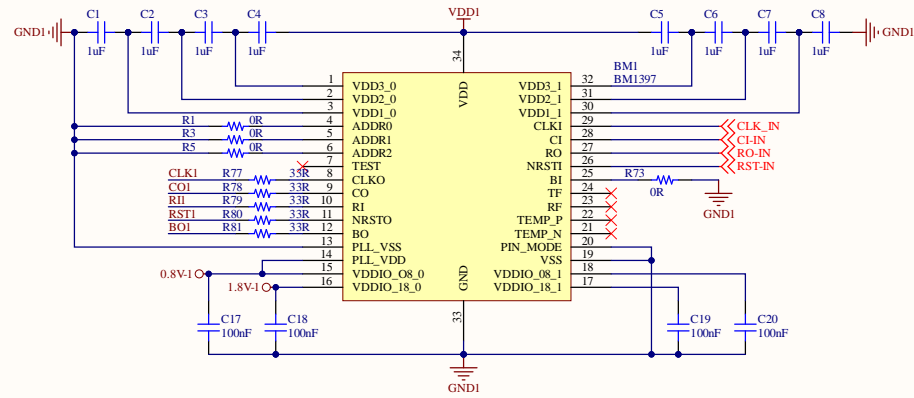 C1 C2 C3 C4 VDD1 C5 C6 C7 C8
GND1 GND1
1uF 1uF 1uF 1uF 1uF 1uF 1uF 1uF
34
BM1
BM1397
VDD
1 VDD3_0 VDD3_1 32
2 VDD2_0 VDD2_1 31
3 VDD1_0 VDD1_1 30
R1 0R 4 ADDR0 CLKI 29 CLK_IN
R3 0R 5 ADDR1 CI 28 CI-IN
R5 0R 6 ADDR2 RO 27 RO-IN
7 TEST NRSTI 26 RST-IN
CLK1 R77 33R 8 CLKO BI 25 R73
CO1 R78 33R 9 CO TF 24 0R
RI1 R79 33R 10 RI RF 23 GND1
RST1 R80 33R 11 NRSTO TEMP_P 22
BO1 R81 33R 12 BO TEMP_N 21
13 PLL_VSS PIN_MODE 20
14 PLL_VDD VSS 19
0.8V-1 15 VDDIO_O8_0 VDDIO_08_1 18
1.8V-1 16 VDDIO_18_0 VDDIO_18_1 17
GND
33
C17 C18 C19 C20
100nF 100nF 100nF 100nF
GND1